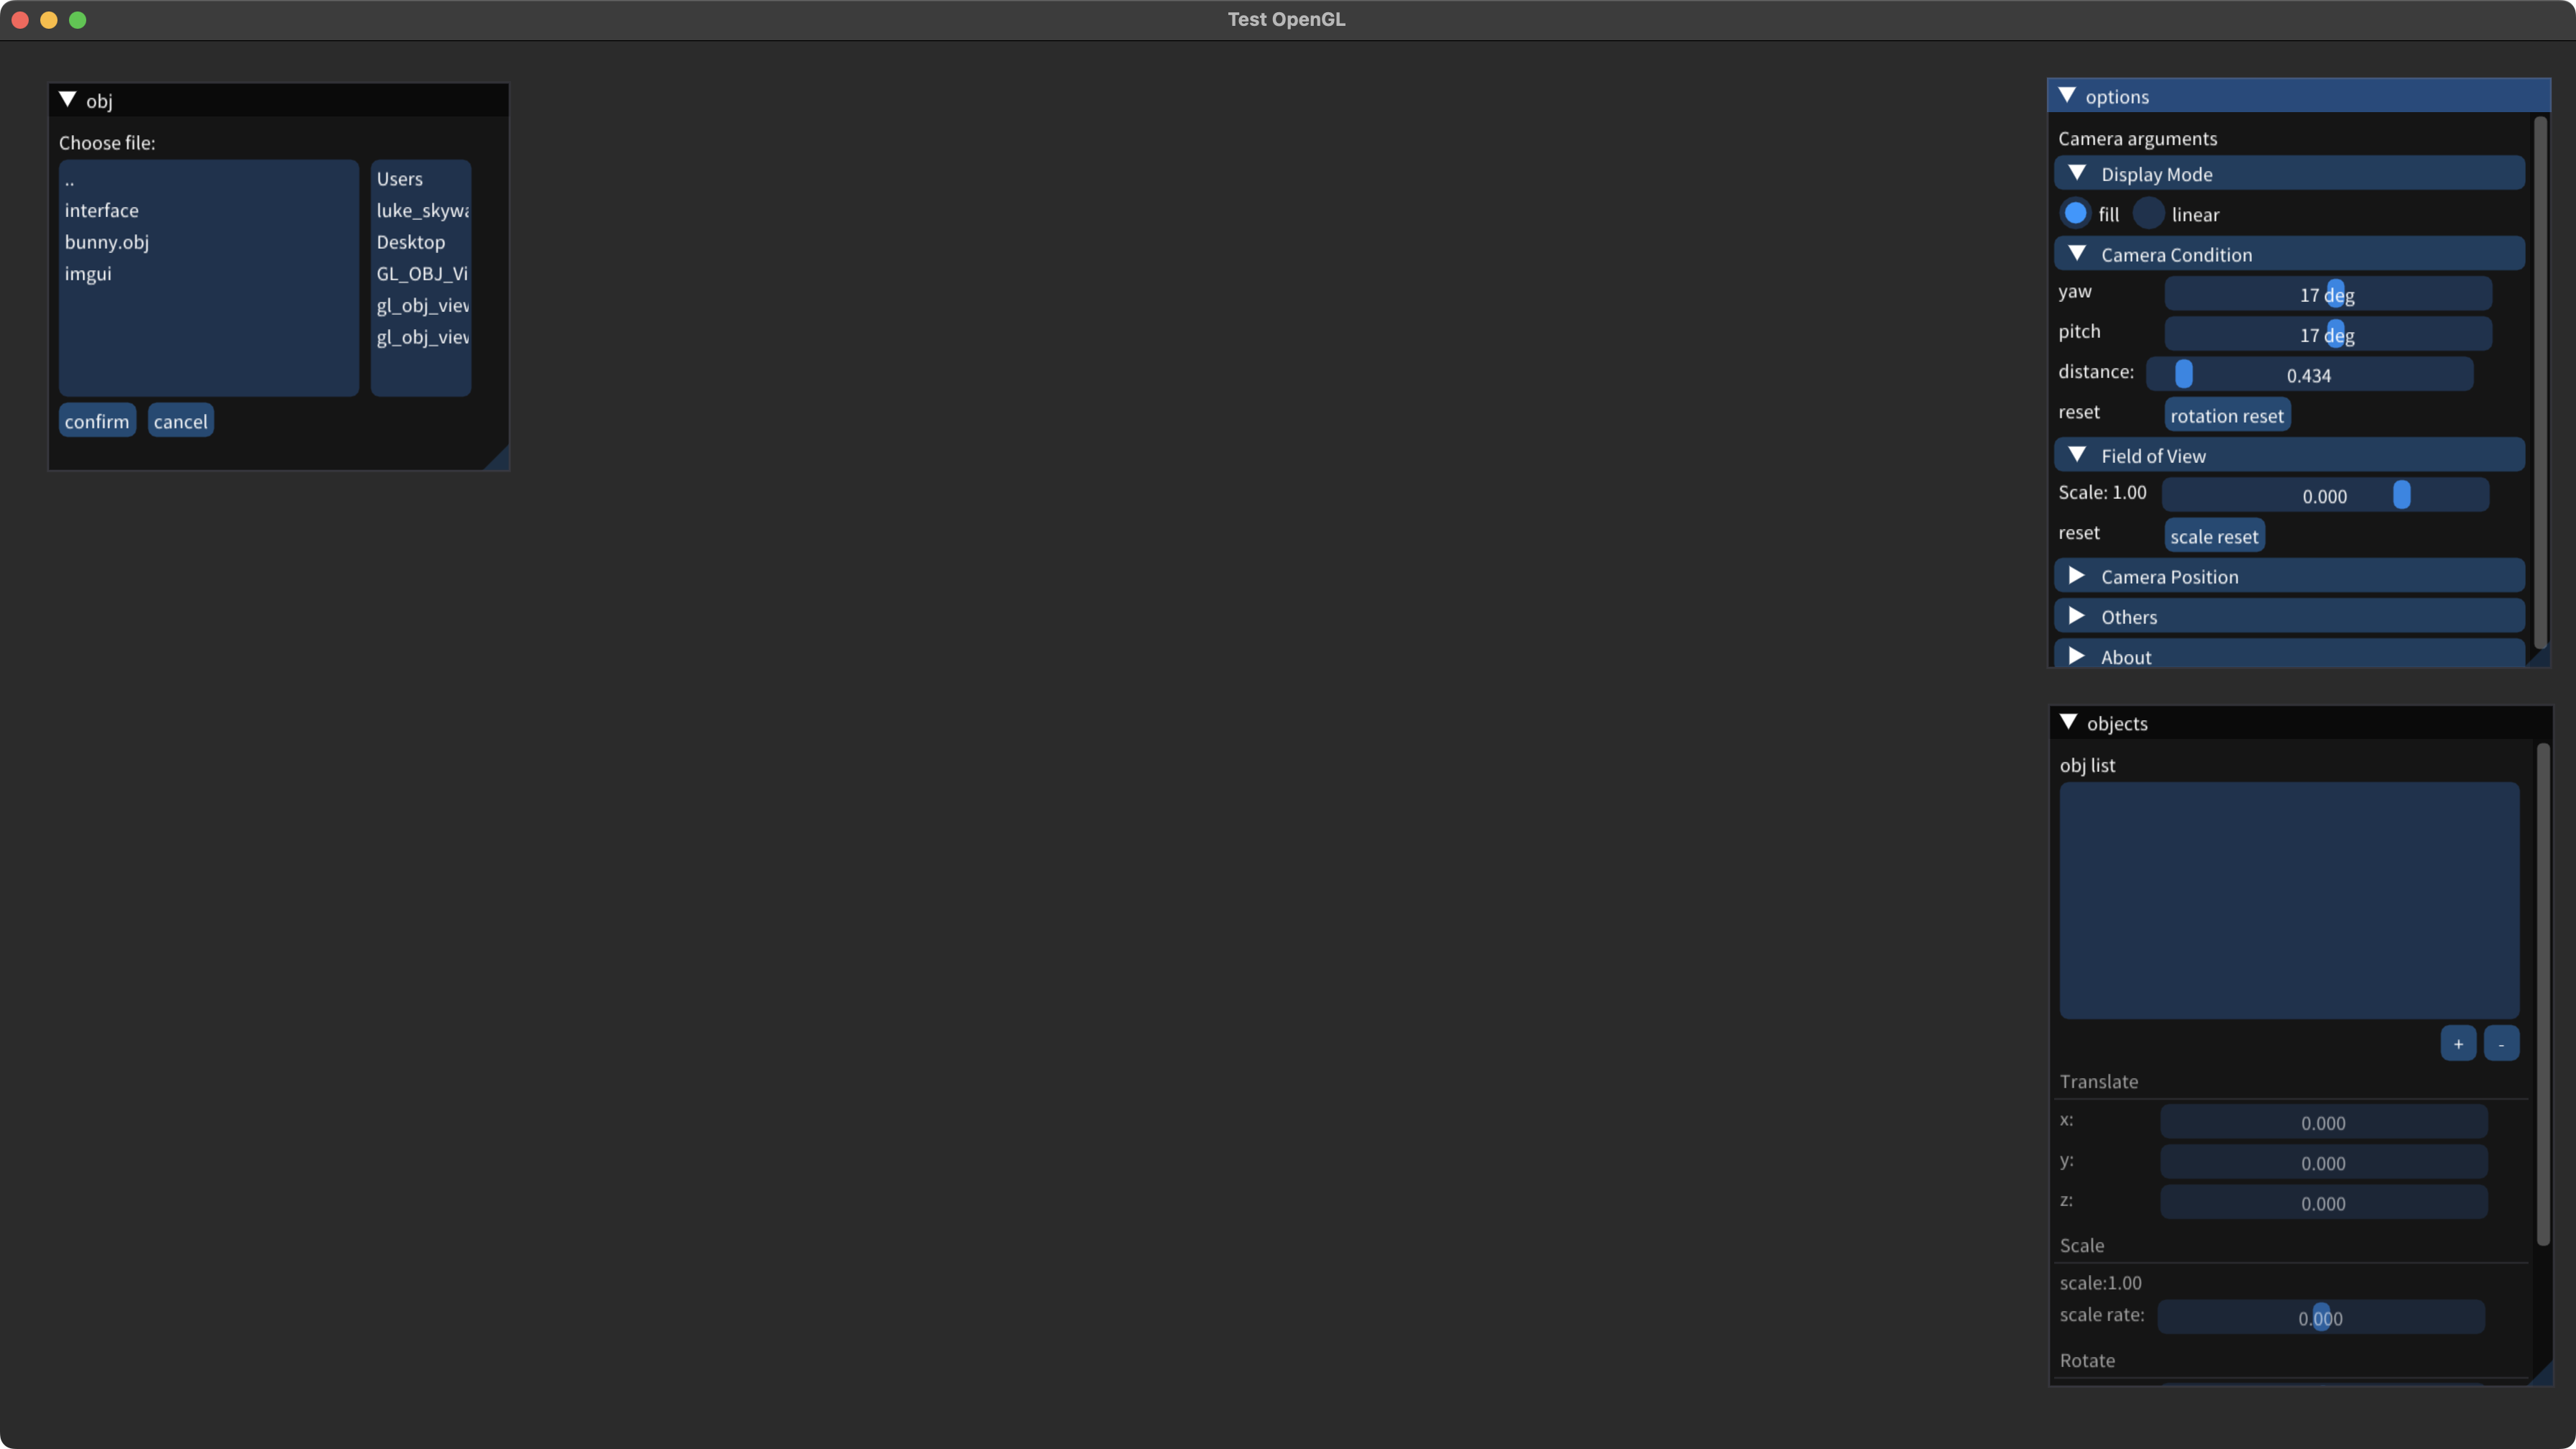 Test OpenGL
obj
Choose file:
..
interface
bunny.obj
imgui
Users
luke_skywa
Desktop
GL_OBJ_Vi
gl_obj_view
gl_obj_view
confirm cancel
options
Camera arguments
Display Mode
fill linear
Camera Condition
yaw 17 deg
pitch 17 deg
distance: 0.434
reset rotation reset
Field of View
Scale: 1.00 0.000
reset scale reset
Camera Position
Others
About
objects
obj list
+ -
Translate
x: 0.000
y: 0.000
z: 0.000
Scale
scale:1.00
scale rate: 0.000
Rotate